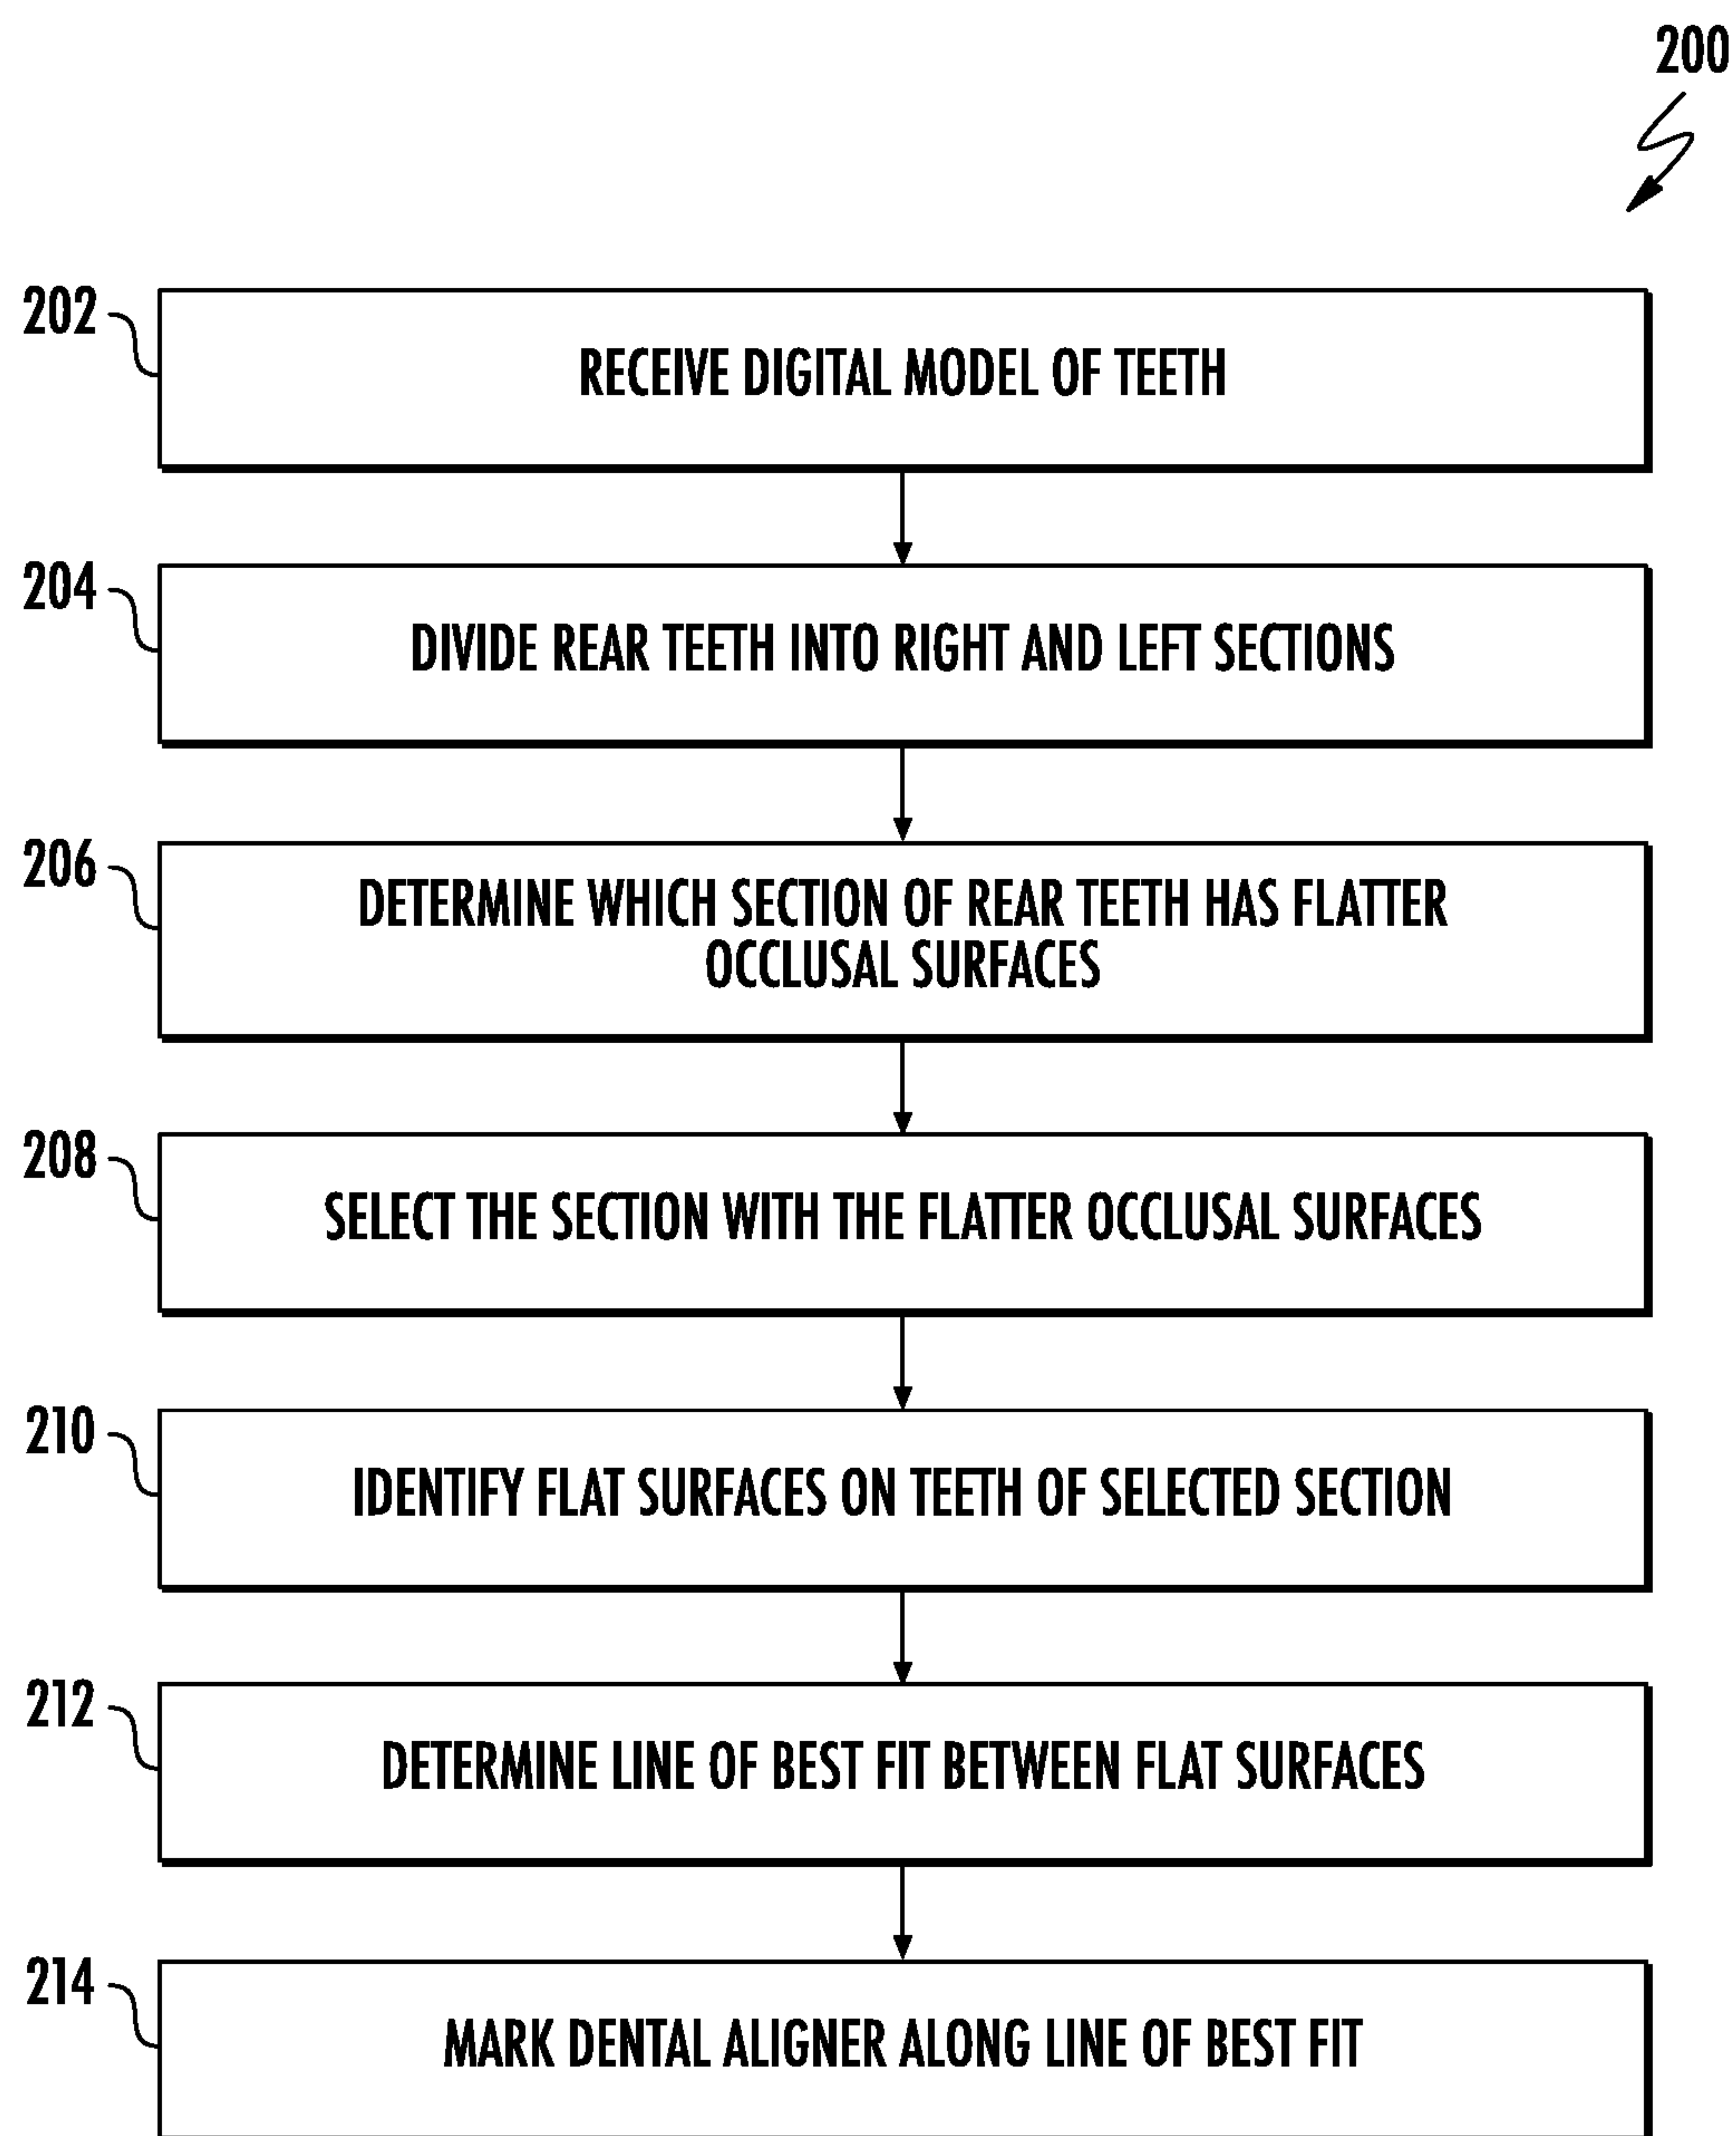 200
202
RECEIVE DIGITAL MODEL OF TEETH
204
DIVIDE REAR TEETH INTO RIGHT AND LEFT SECTIONS
206
DETERMINE WHICH SECTION OF REAR TEETH HAS FLATTER
OCCLUSAL SURFACES
208
SELECT THE SECTION WITH THE FLATTER OCCLUSAL SURFACES
210
IDENTIFY FLAT SURFACES ON TEETH OF SELECTED SECTION
212
DETERMINE LINE OF BEST FIT BETWEEN FLAT SURFACES
214
MARK DENTAL ALIGNER ALONG LINE OF BEST FIT